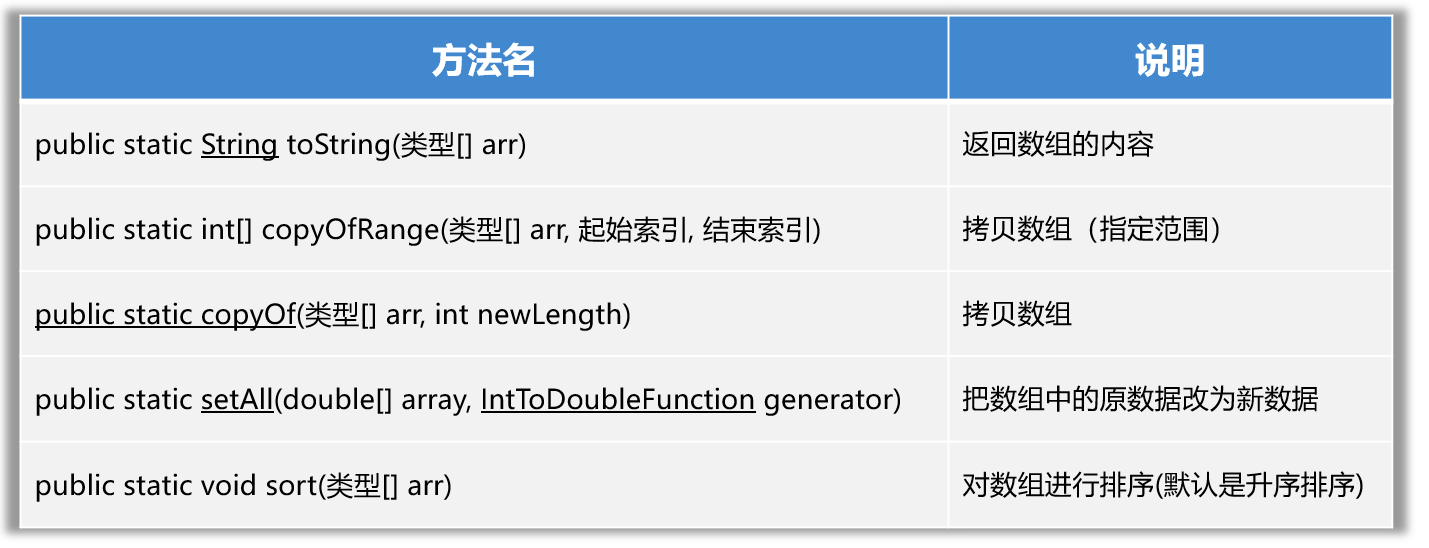 方法名 说明
public static String toString(类型[] arr) 返回数组的内容
public static int[] copyOfRange(类型[] arr, 起始索引, 结束索引) 拷贝数组（指定范围）
public static copyOf(类型[] arr, int newLength) 拷贝数组
public static setAll(double[] array, IntToDoubleFunction generator) 把数组中的原数据改为新数据
public static void sort(类型[] arr) 对数组进行排序(默认是升序排序)